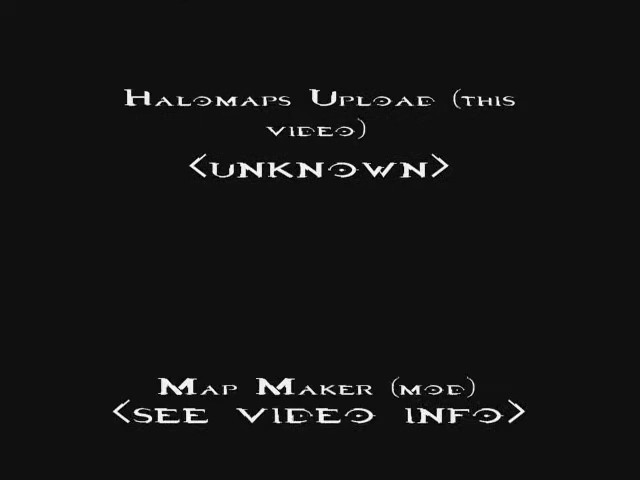 Halomaps Upload (this
video)
<unknown>
Map Maker (mod)
<see video info>